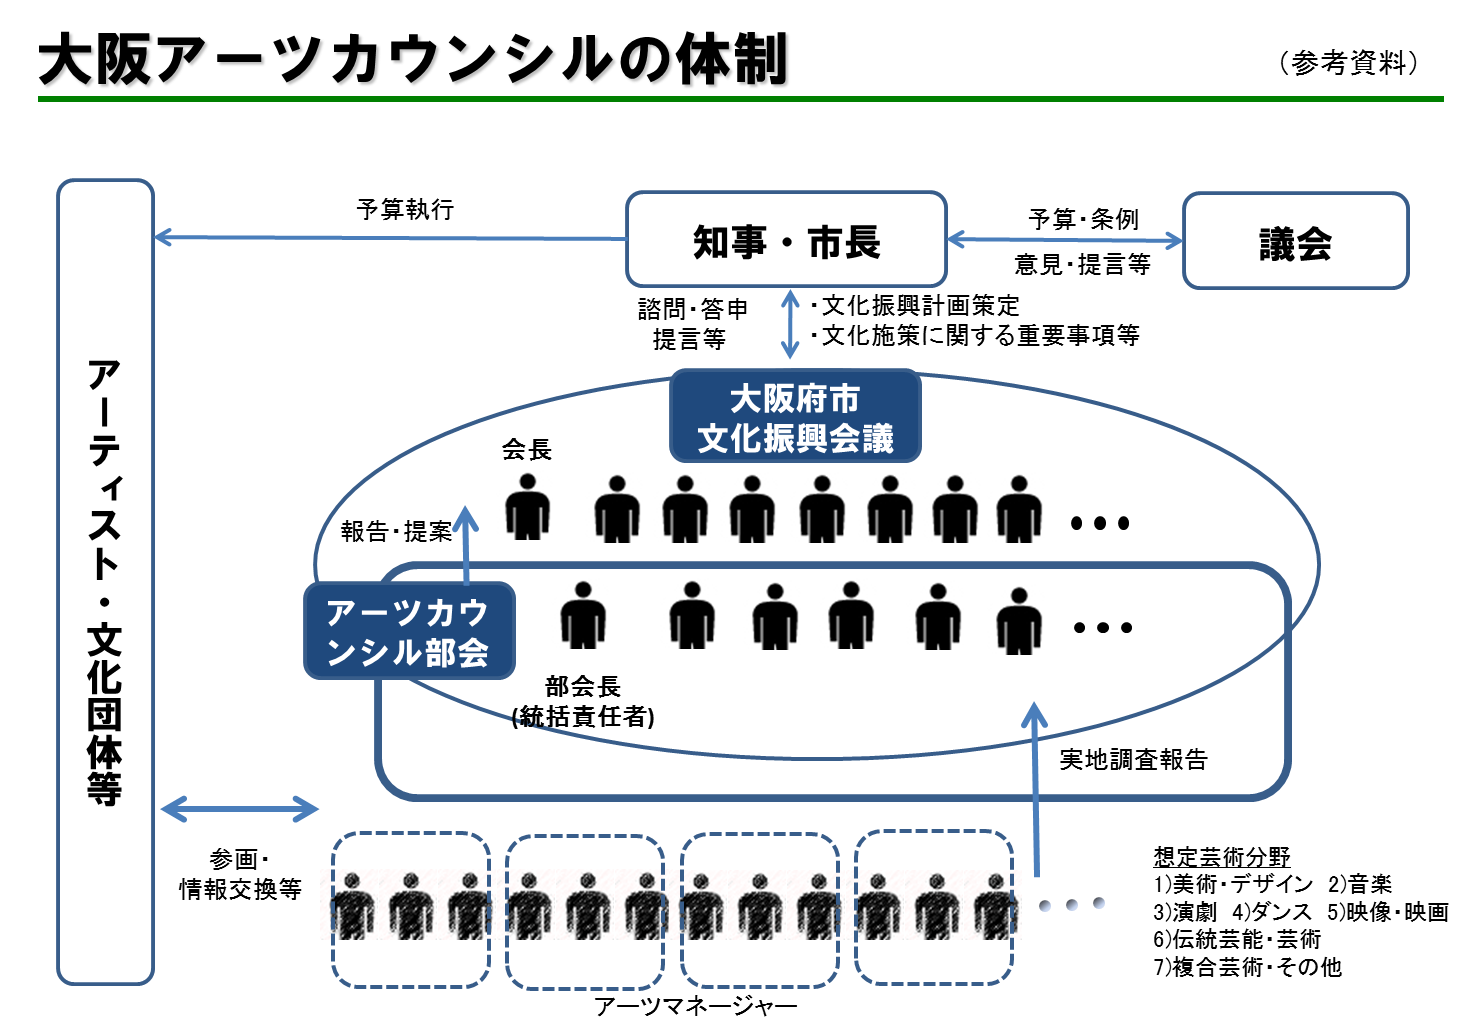 大阪アーツカウンシルの体制
（参考資料）
予算執行
知事・市長
予算・条例
意見・提言等
議会
諮問・答申
提言等
・文化振興計画策定
・文化施策に関する重要事項等
アーティスト・文化団体等
大阪府市
文化振興会議
会長
報告・提案
アーツカウ
ンシル部会
部会長
(統括責任者)
実地調査報告
参画・
情報交換等
想定芸術分野
1)美術・デザイン 2)音楽
3)演劇 4)ダンス 5)映像・映画
6)伝統芸能・芸術
7)複合芸術・その他
アーツマネージャー